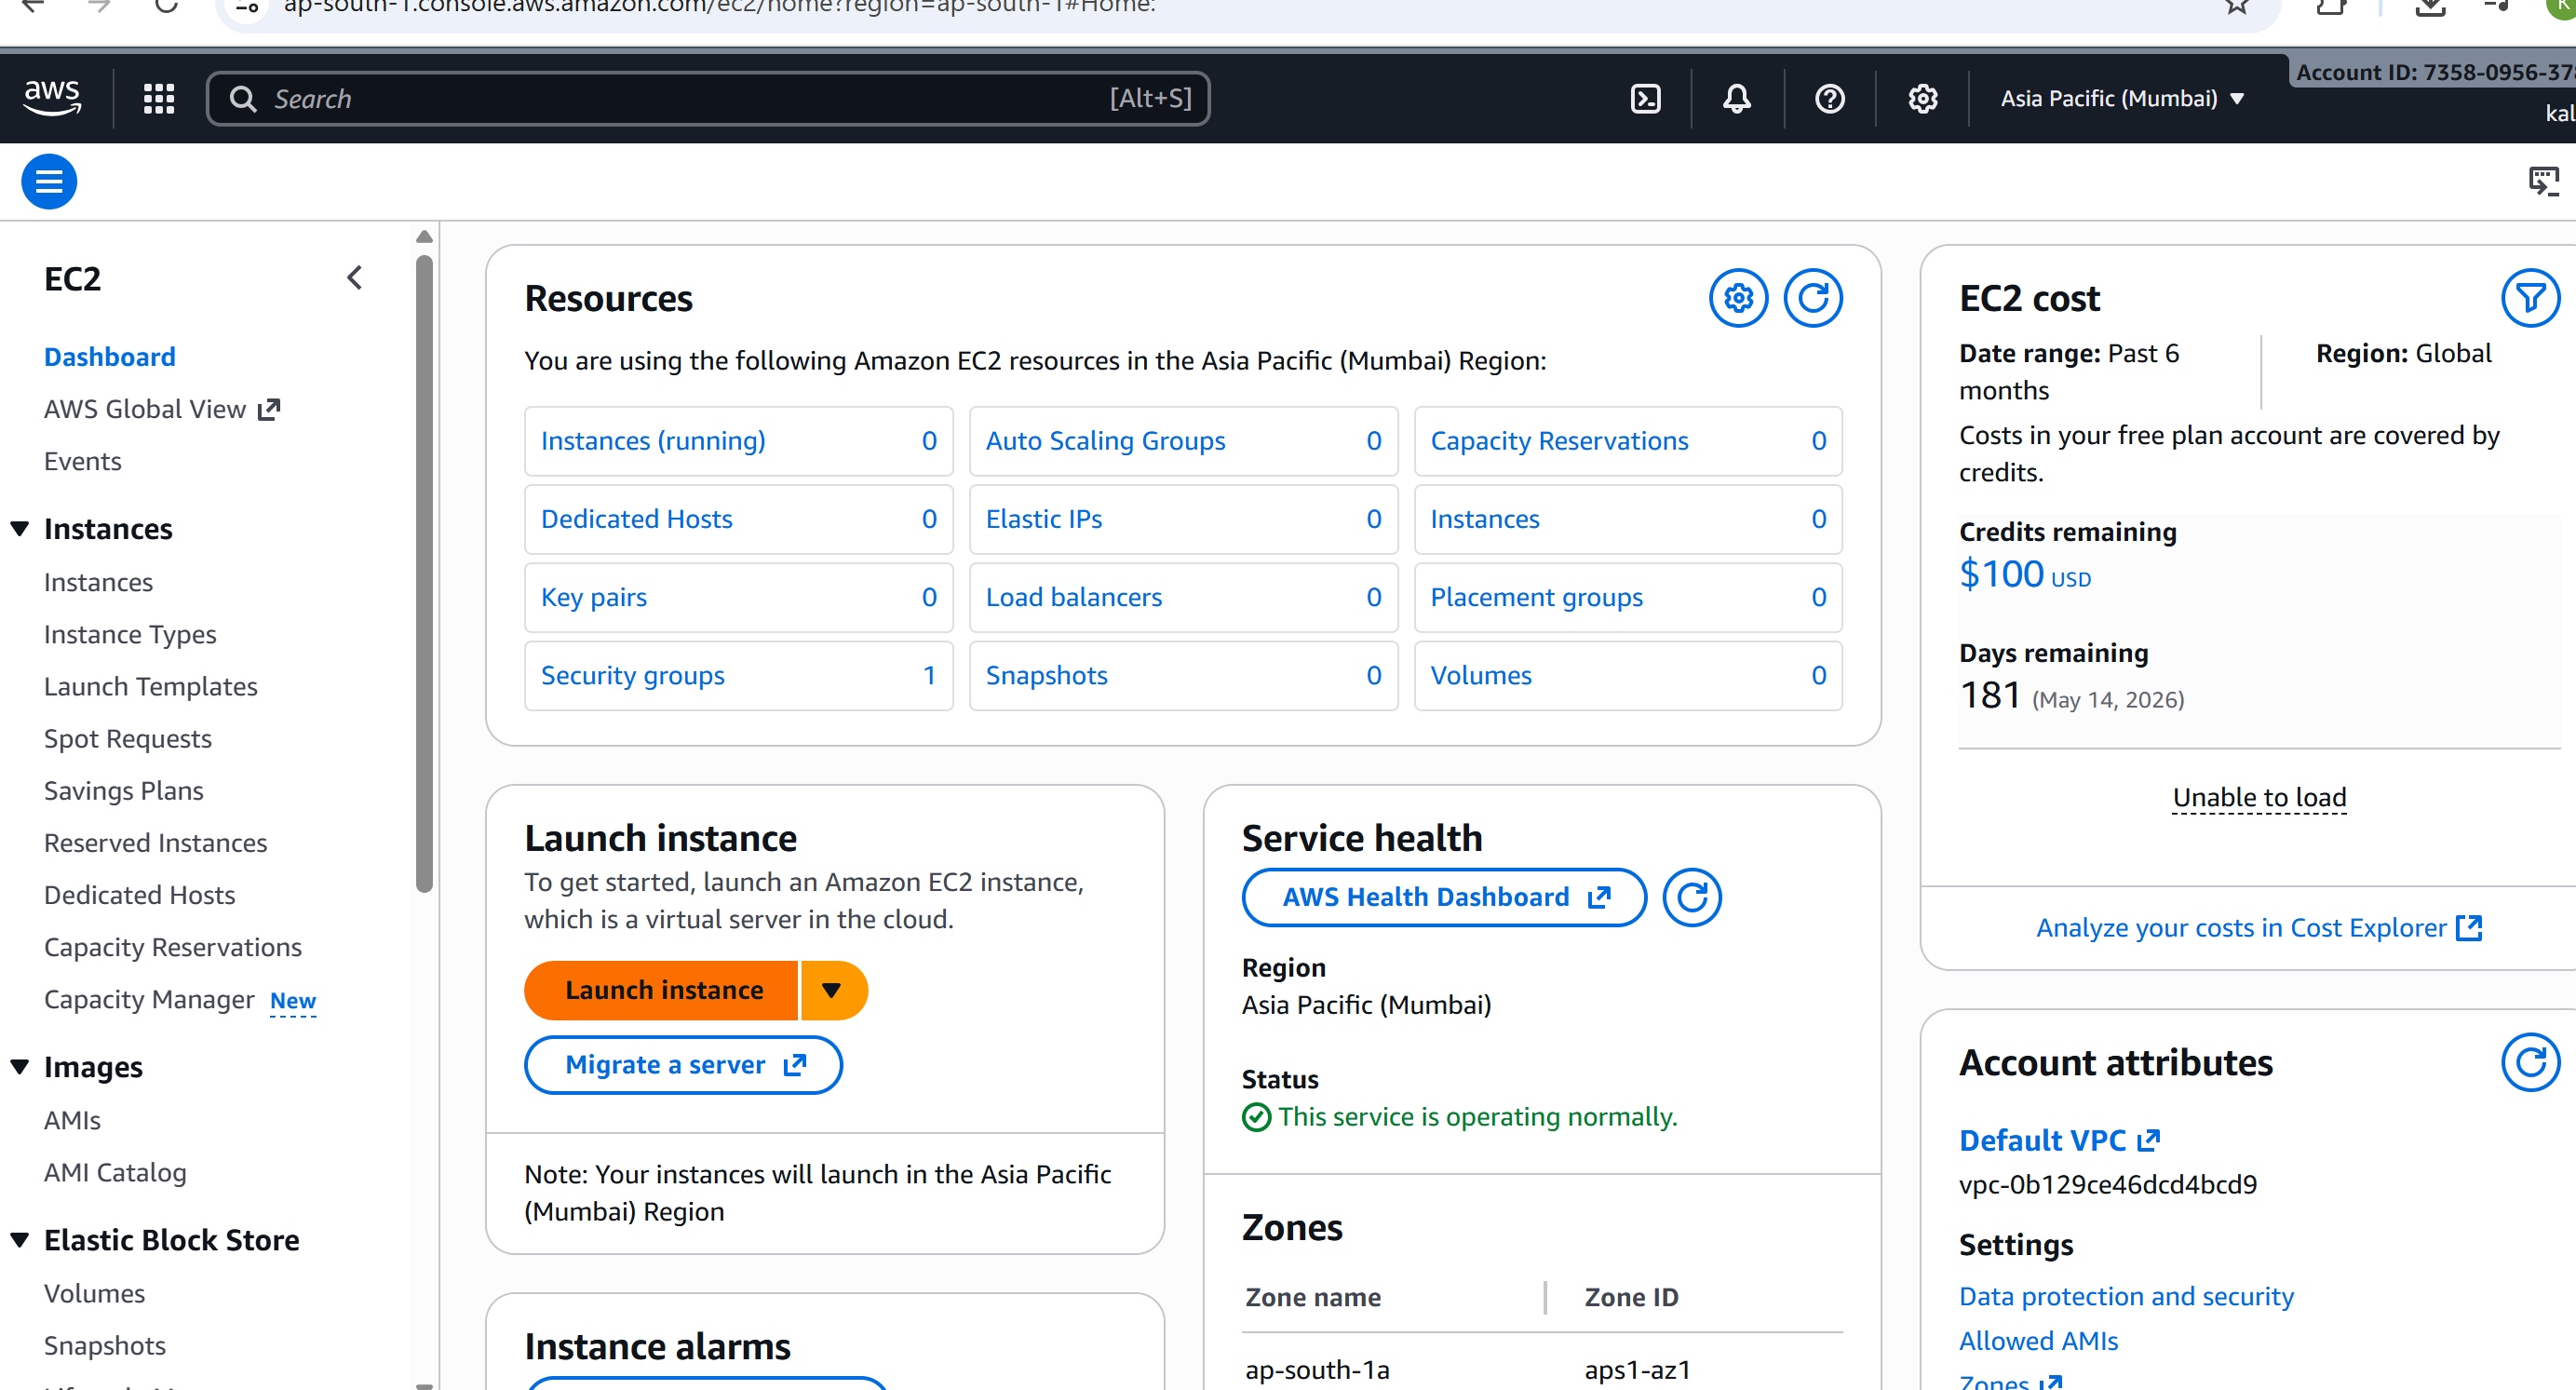 ap-south-1.console.aws.amazon.com/ec2/home?region=ap-south-1#Home:
K
aws
Search
[Alt+S]
Asia Pacific (Mumbai)
Account ID: 7358-0956-37
kal
EC2
Dashboard
AWS Global View
Events
Instances
Instances
Instance Types
Launch Templates
Spot Requests
Savings Plans
Reserved Instances
Dedicated Hosts
Capacity Reservations
Capacity Manager New
Images
AMIs
AMI Catalog
Elastic Block Store
Volumes
Snapshots
Resources
You are using the following Amazon EC2 resources in the Asia Pacific (Mumbai) Region:
Instances (running) 0
Auto Scaling Groups 0
Capacity Reservations 0
Dedicated Hosts 0
Elastic IPs 0
Instances 0
Key pairs 0
Load balancers 0
Placement groups 0
Security groups 1
Snapshots 0
Volumes 0
Launch instance
To get started, launch an Amazon EC2 instance,
which is a virtual server in the cloud.
Launch instance
Migrate a server
Note: Your instances will launch in the Asia Pacific
(Mumbai) Region
Instance alarms
Service health
AWS Health Dashboard
Region
Asia Pacific (Mumbai)
Status
This service is operating normally.
Zones
Zone name
Zone ID
ap-south-1a
aps1-az1
EC2 cost
Date range: Past 6
months
Region: Global
Costs in your free plan account are covered by
credits.
Credits remaining
$100 USD
Days remaining
181 (May 14, 2026)
Unable to load
Analyze your costs in Cost Explorer
Account attributes
Default VPC
vpc-0b129ce46dcd4bcd9
Settings
Data protection and security
Allowed AMIs
Zones